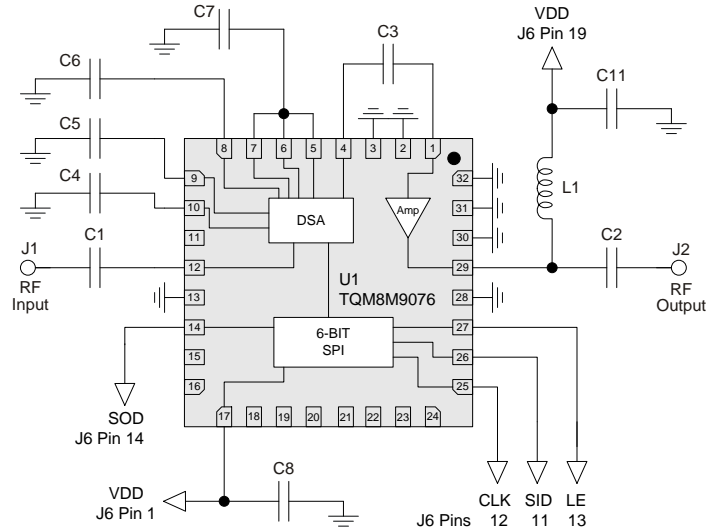 C7
VDD
J6 Pin 19
C3
C6
C11
C5
8 7 6 5 4 3 2 1
9
32
C4
10
DSA
Amp
31
L1
11
30
J1
C1
C2
J2
12
29
RF
Input
U1
TQM8M9076
RF
Output
13
28
14
6-BIT
SPI
27
15
26
16
25
SOD
J6 Pin 14
17 18 19 20 21 22 23 24
C8
VDD
J6 Pin 1
CLK SID LE
J6 Pins 12 11 13